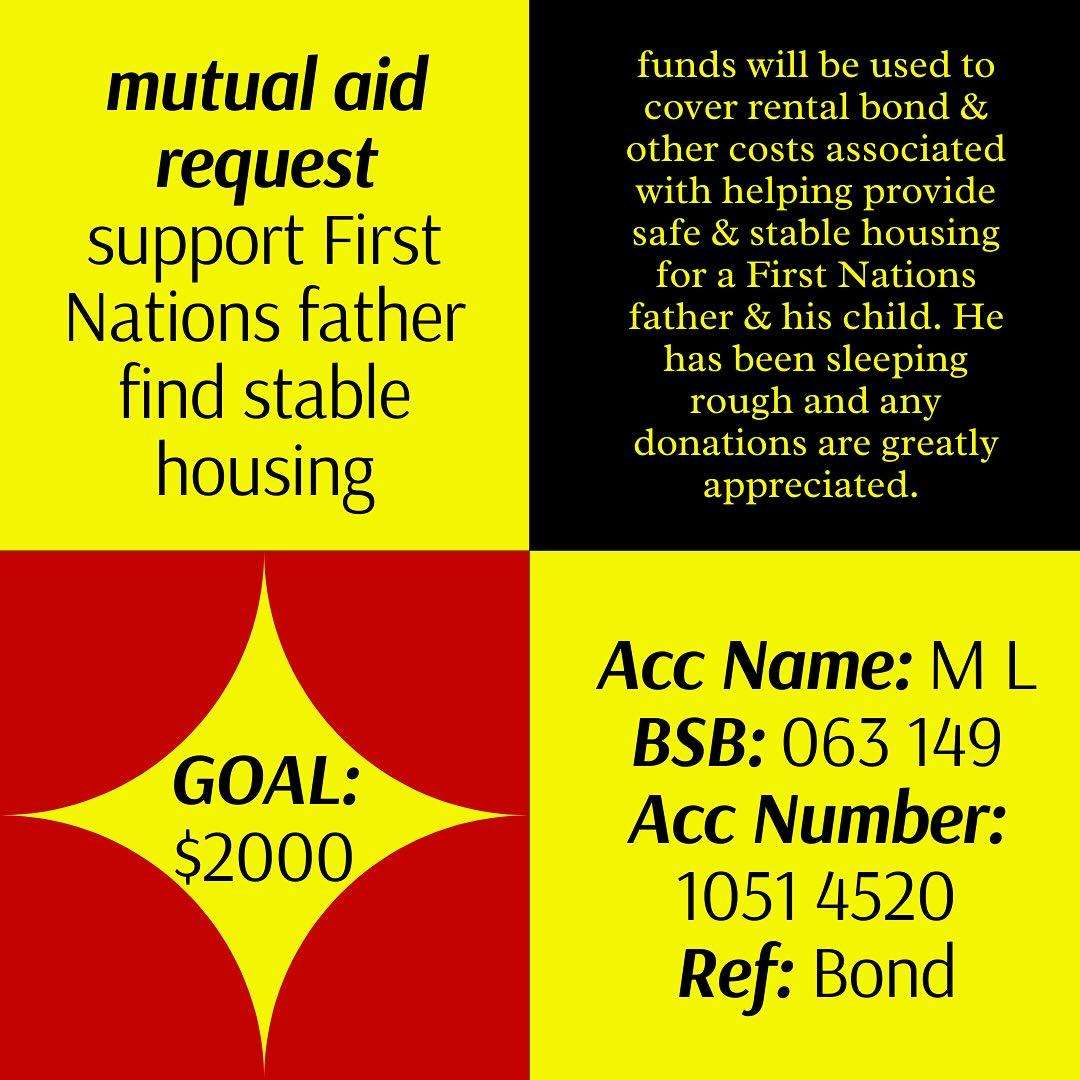 mutual aid
request
support First
Nations father
find stable
housing
funds will be used to
cover rental bond &
other costs associated
with helping provide
safe & stable housing
for a First Nations
father & his child. He
has been sleeping
rough and any
donations are greatly
appreciated.
GOAL:
$2000
Acc Name: M L
BSB: 063 149
Acc Number:
1051 4520
Ref: Bond